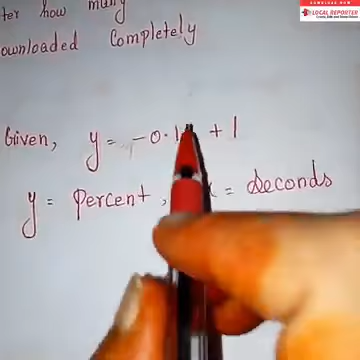 LOCAL REPORTER
ter how many
ownloaded Completely
Given, y = -0.1 + 1
y = Percent, = Seconds